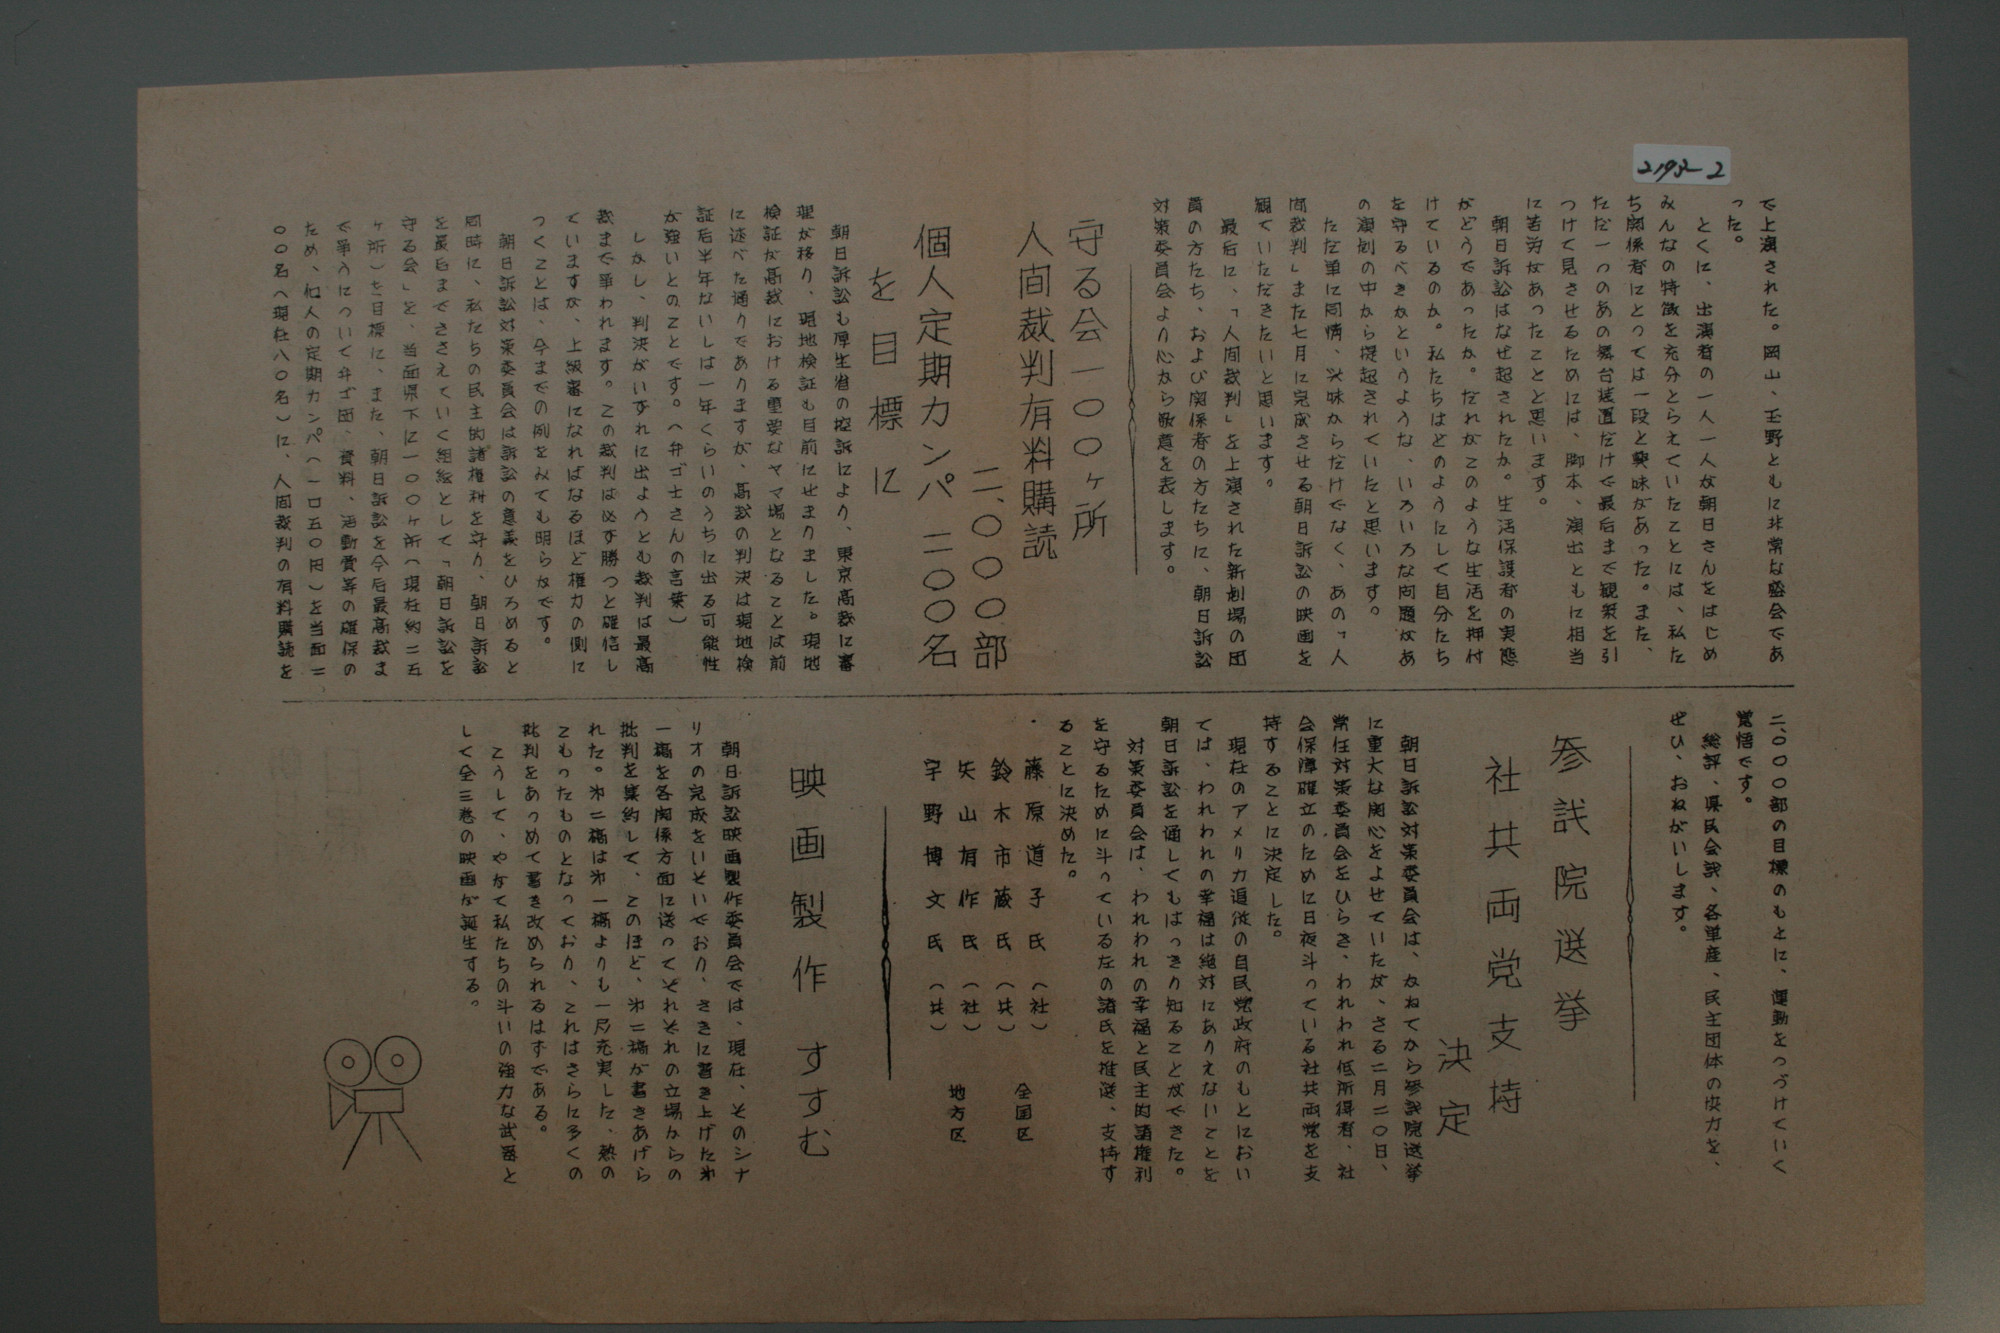 2193-2
で上演された。岡山、玉野ともに非常な盛会であ
った。
とくに、出演者の一人一人が朝日さんをはじめ
みんなの特徴を充分とらえていたことには、私た
ち関係者にとっては一段と興味があった。また、
ただ一つのあの舞台装置だけで最后まで観衆を引
つけて見させるためには、脚本、演出ともに相当
に苦労があったことと思います。
朝日訴訟はなぜ起されたか。生活保護者の実態
がどうであったか。だれがこのような生活を押付
けているのか。私たちはどのようにして自分たち
を守るべきかというような、いろいろな問題があ
の演劇の中から提起されていたと思います。
ただ単に同情、興味からだけでなく、あの「人
間裁判」また七月に完成させる朝日訴訟の映画を
観ていただきたいと思います。
最后に、「人間裁判」を上演された新劇場の団
員の方たち、および関係者の方たちに、朝日訴訟
対策委員会より心から敬意を表します。
守る会一〇〇ヶ所
人間裁判有料購読
二、〇〇〇部
個人定期カンパ 二〇〇名
を目標に
朝日訴訟も厚生省の控訴により、東京高裁に審
理が移り、現地検証も目前にせまりました。現地
検証が高裁における重要なヤマ場となることは前
に述べた通りでありますが、高裁の判決は現地検
証后半年ないしは一年くらいのうちに出る可能性
が強いとのことです。(弁ゴ士さんの言葉)
しかし、判決がいずれに出ようとも裁判は最高
裁まで争われます。この裁判は必ず勝つと確信し
ていますが、上級審になればなるほど権力の側に
つくことは、今までの例をみても明らかです。
朝日訴訟対策委員会は訴訟の意義をひろめると
同時に、私たちの民主的諸権利を守り、朝日訴訟
を最后までささえていく組織として「朝日訴訟を
守る会」を、当面県下に一〇〇ヶ所(現在約二五
ヶ所)を目標に、また、朝日訴訟を今后最高裁ま
で争うについて弁ゴ団、資料、活動費等の確保の
ため、個人の定期カンパ(一口五〇円)を当面二
〇〇名(現在八〇名)に、人間裁判の有料購読を
二、〇〇〇部の目標のもとに、運動をつづけていく
覚悟です。
総評、県民会議、各単産、民主団体の快力を、
ぜひ、おねがいします。
参議院選挙
社共両党支持
決定
朝日訴訟対策委員会は、かねてから参議院選挙
に重大な関心をよせていたが、さる二月二〇日、
常任対策委員会をひらき、われわれ低所得者、社
会保障確立のために日夜斗っている社共両党を支
持することに決定した。
現在のアメリカ追従の自民党政府のもとにおい
ては、われわれの幸福は絶対にありえないことを
朝日訴訟を通してもはっきり知ることができた。
対策委員会は、われわれの幸福と民主的諸権利
を守るために斗っている左の諸氏を推選、支持す
ることに決めた。
・藤原道子氏(社) 全国区
鈴木市蔵氏(共)
矢山有作氏(社) 地方区
宇野博文氏(共)
映画製作すすむ
朝日訴訟映画製作委員会では、現在、そのシナ
リオの完成をいそいでおり、さきに書き上げた㐧
一稿を各関係方面に送ってそれぞれの立場からの
批判を集約して、このほど、㐧二稿が書きあげら
れた。㐧二稿は㐧一稿よりも一層充実した、熱の
こもったものとなっており、これはさらに多くの
批判をあつめて書き改められるはずである。
こうして、やがて私たちの斗いの強力な武器と
しく全三巻の映画が誕生する。